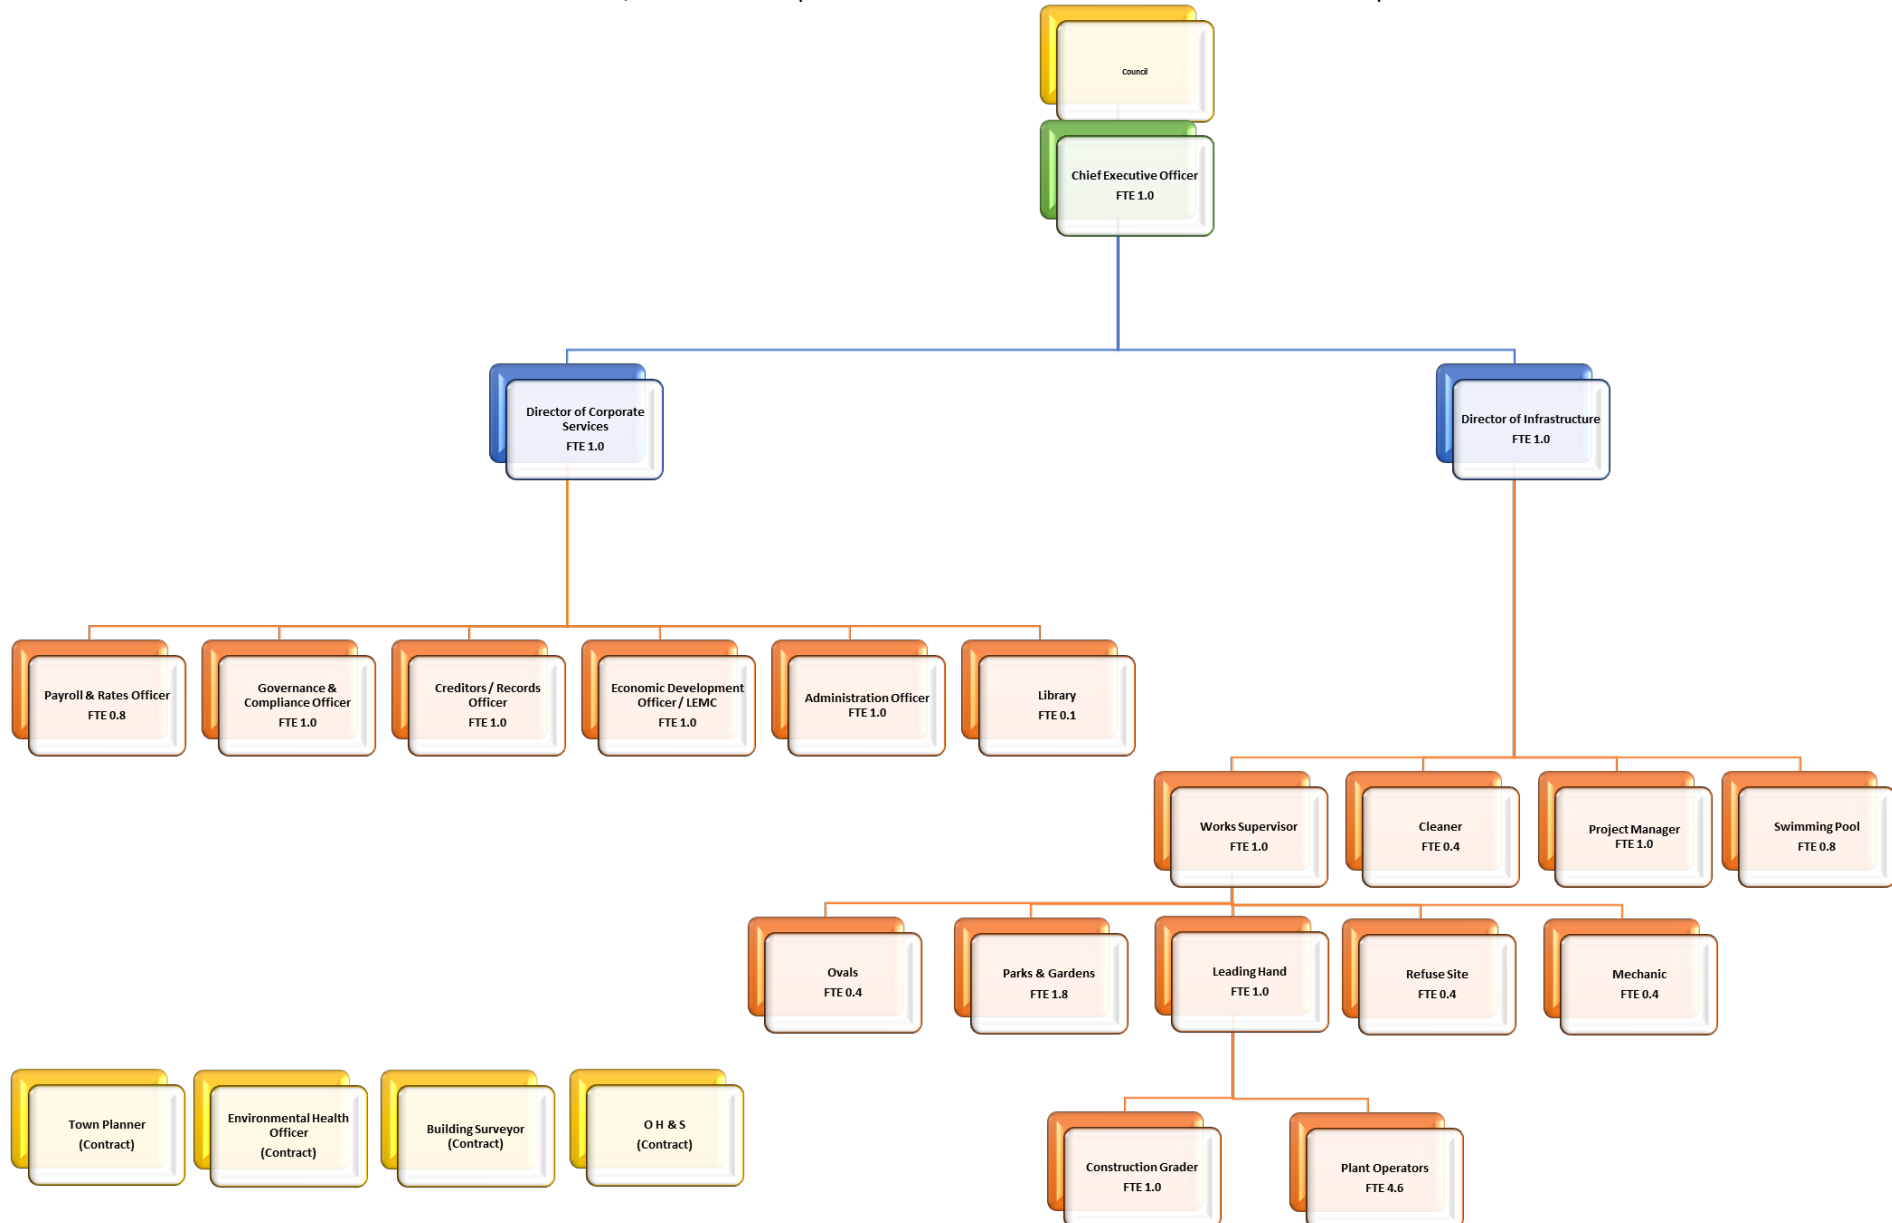 Council
Chief Executive Officer
FTE 1.0
Director of Corporate
Services
FTE 1.0
Director of Infrastructure
FTE 1.0
Payroll & Rates Officer
FTE 0.8
Governance &
Compliance Officer
FTE 1.0
Creditors / Records
Officer
FTE 1.0
Economic Development
Officer / LEMC
FTE 1.0
Administration Officer
FTE 1.0
Library
FTE 0.1
Works Supervisor
FTE 1.0
Cleaner
FTE 0.4
Project Manager
FTE 1.0
Swimming Pool
FTE 0.8
Ovals
FTE 0.4
Parks & Gardens
FTE 1.8
Leading Hand
FTE 1.0
Refuse Site
FTE 0.4
Mechanic
FTE 0.4
Town Planner
(Contract)
Environmental Health
Officer
(Contract)
Building Surveyor
(Contract)
O H & S
(Contract)
Construction Grader
FTE 1.0
Plant Operators
FTE 4.6